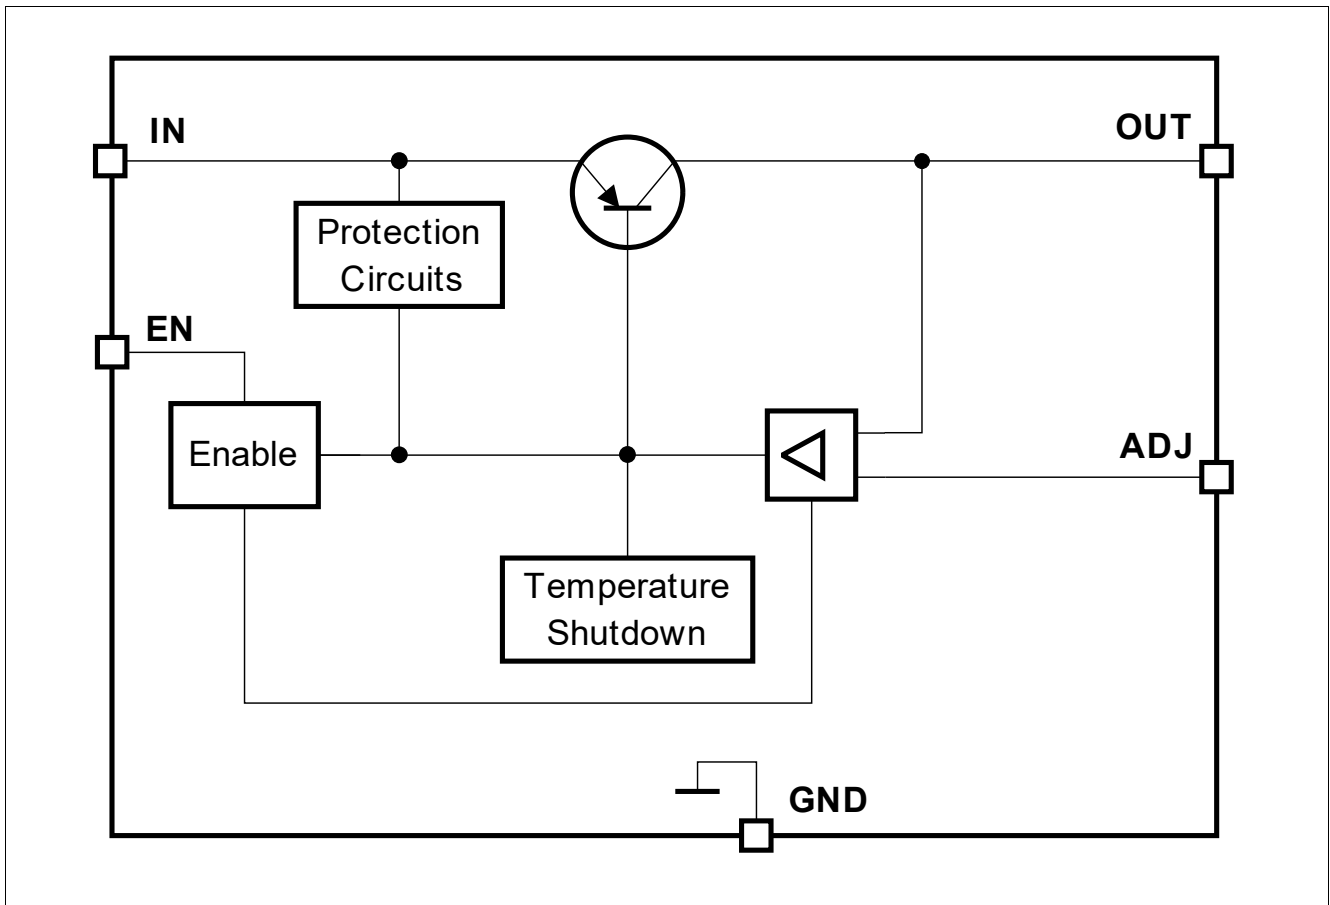 IN
OUT
Protection
Circuits
EN
Enable
ADJ
Temperature
Shutdown
GND